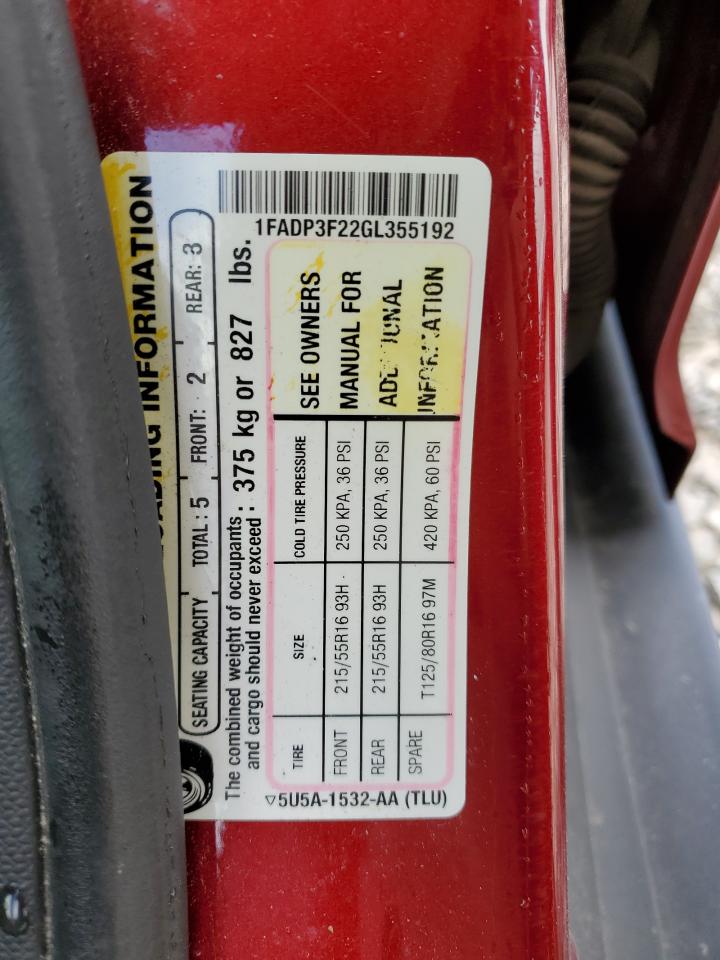 LOADING INFORMATION
SEATING CAPACITY TOTAL : 5 FRONT: 2 REAR: 3
The combined weight of occupants and cargo should never exceed : 375 kg or 827 lbs.
TIRE SIZE COLD TIRE PRESSURE
FRONT 215/55R16 93H 250 KPA, 36 PSI
REAR 215/55R16 93H 250 KPA, 36 PSI
SPARE T125/80R16 97M 420 KPA, 60 PSI
SEE OWNERS
MANUAL FOR
ADDITIONAL
INFORMATION
5U5A-1532-AA (TLU)
1FADP3F22GL355192